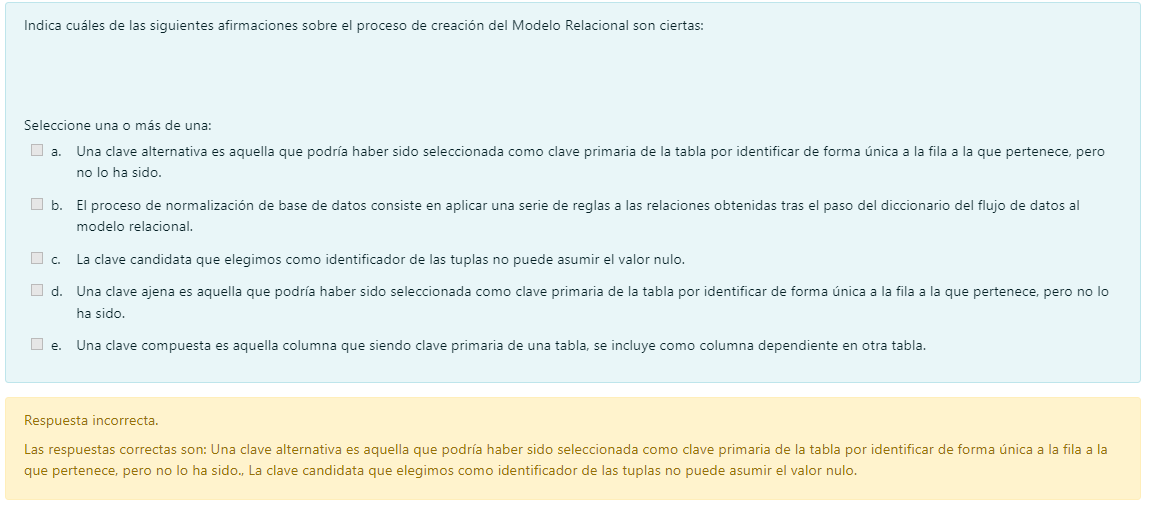 Indica cuáles de las siguientes afirmaciones sobre el proceso de creación del Modelo Relacional son ciertas:
Seleccione una o más de una:
a. Una clave alternativa es aquella que podría haber sido seleccionada como clave primaria de la tabla por identificar de forma única a la fila a la que pertenece, pero
no lo ha sido.
b. El proceso de normalización de base de datos consiste en aplicar una serie de reglas a las relaciones obtenidas tras el paso del diccionario del flujo de datos al
modelo relacional.
c. La clave candidata que elegimos como identificador de las tuplas no puede asumir el valor nulo.
d. Una clave ajena es aquella que podría haber sido seleccionada como clave primaria de la tabla por identificar de forma única a la fila a la que pertenece, pero no lo
ha sido.
e. Una clave compuesta es aquella columna que siendo clave primaria de una tabla, se incluye como columna dependiente en otra tabla.
Respuesta incorrecta.
Las respuestas correctas son: Una clave alternativa es aquella que podría haber sido seleccionada como clave primaria de la tabla por identificar de forma única a la fila a la
que pertenece, pero no lo ha sido., La clave candidata que elegimos como identificador de las tuplas no puede asumir el valor nulo.